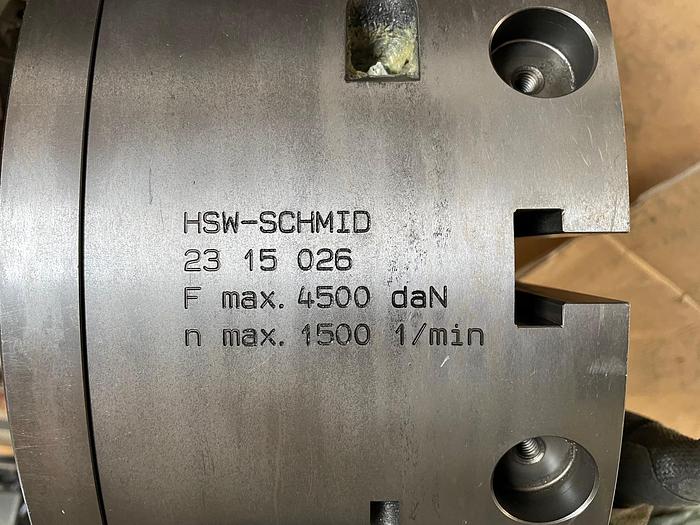 HSW-SCHMID
23 15 026
F max. 4500 daN
n max. 1500 1/min